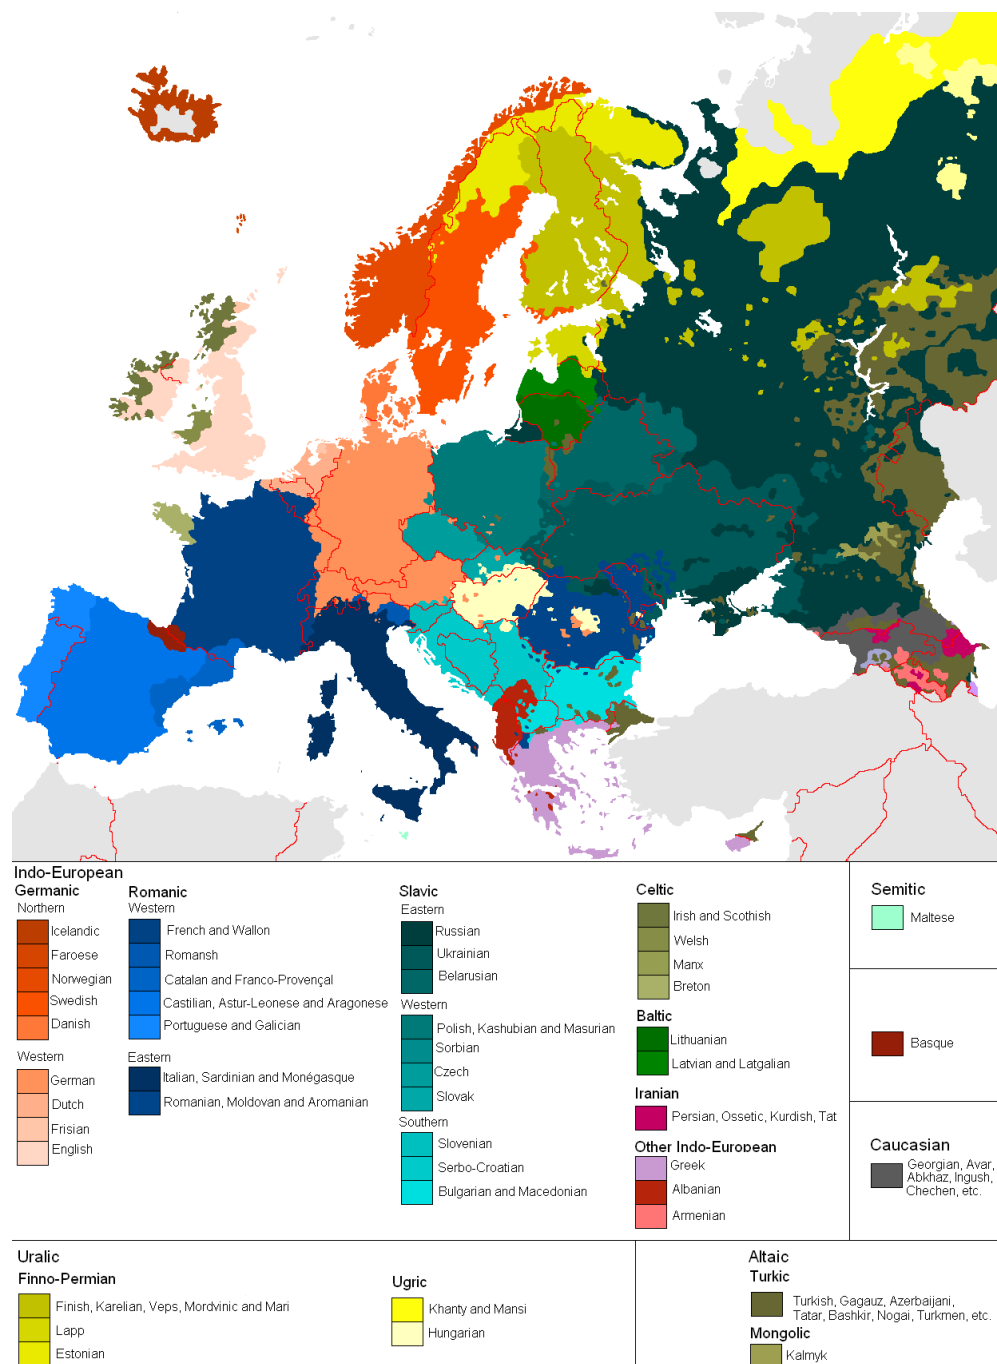 Indo-European
Germanic
Northern
Icelandic
Faroese
Norwegian
Swedish
Danish
Western
German
Dutch
Frisian
English
Romanic
Western
French and Wallon
Romansh
Catalan and Franco-Provençal
Castilian, Astur-Leonese and Aragonese
Portuguese and Galician
Eastern
Italian, Sardinian and Monégasque
Romanian, Moldovan and Aromanian
Slavic
Eastern
Russian
Ukrainian
Belarusian
Western
Polish, Kashubian and Masurian
Sorbian
Czech
Slovak
Southern
Slovenian
Serbo-Croatian
Bulgarian and Macedonian
Celtic
Irish and Scothish
Welsh
Manx
Breton
Baltic
Lithuanian
Latvian and Latgalian
Iranian
Persian, Ossetic, Kurdish, Tat
Other Indo-European
Greek
Albanian
Armenian
Semitic
Maltese
Basque
Caucasian
Georgian, Avar,
Abkhaz, Ingush,
Chechen, etc.
Uralic
Finno-Permian
Finish, Karelian, Veps, Mordvinic and Mari
Lapp
Estonian
Ugric
Khanty and Mansi
Hungarian
Altaic
Turkic
Turkish, Gagauz, Azerbaijani,
Tatar, Bashkir, Nogai, Turkmen, etc.
Mongolic
Kalmyk